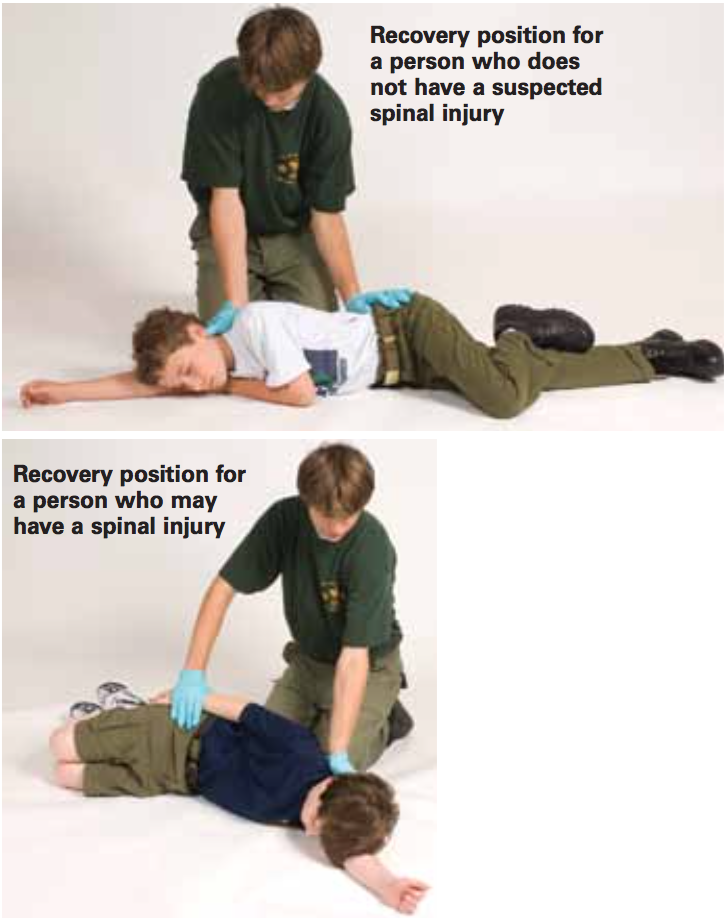 Recovery position for
a person who does
not have a suspected
spinal injury
Recovery position for
a person who may
have a spinal injury